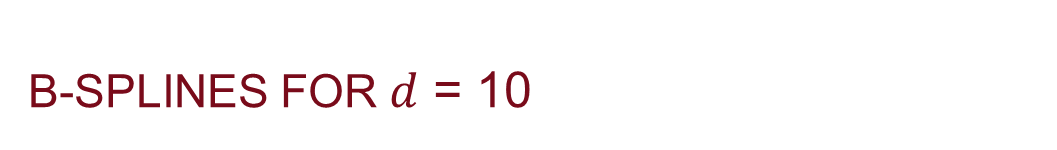 B-SPLINES FOR 𝑑 = 10